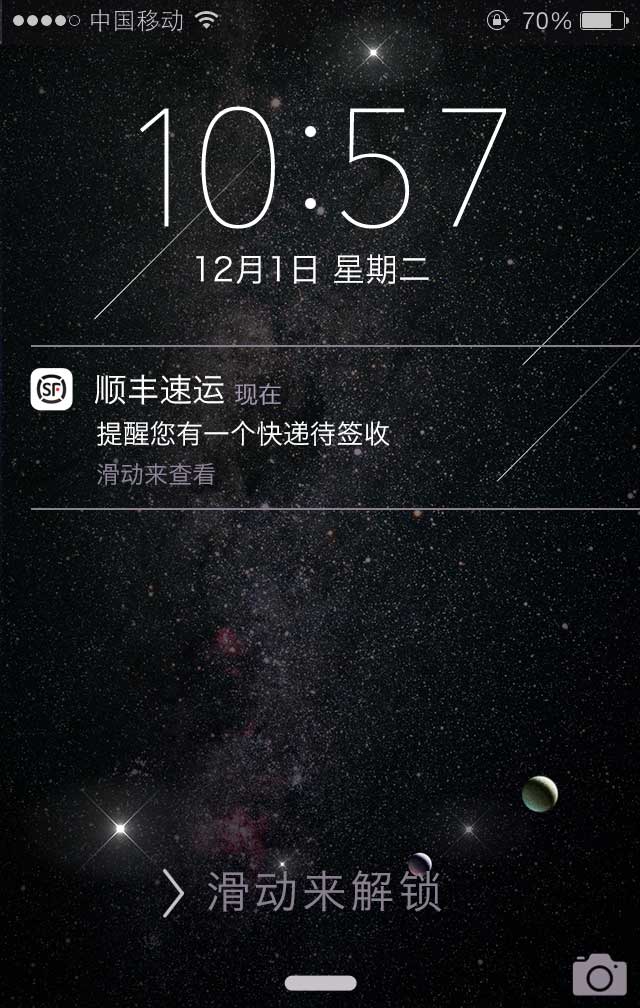 中国移动 70%
10:57
12月1日 星期二
SF 顺丰速运 现在
提醒您有一个快递待签收
滑动来查看
滑动来解锁